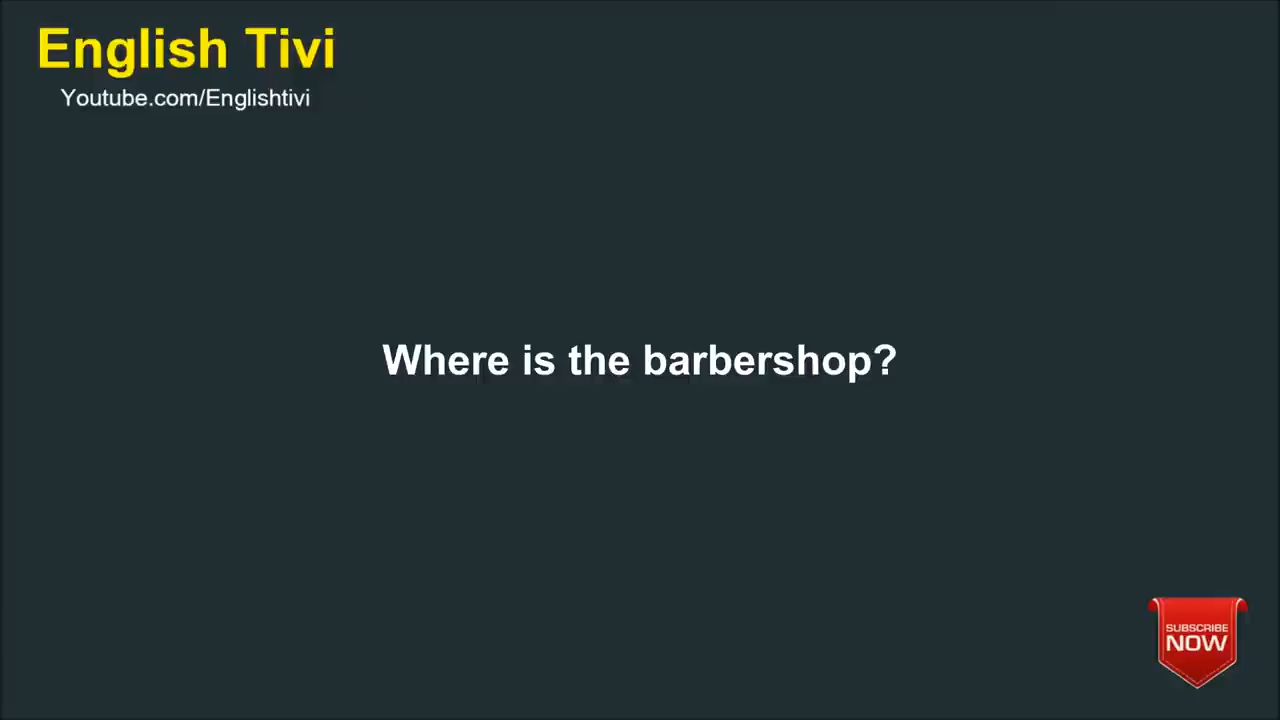 English Tivi
Youtube.com/Englishtivi
Where is the barbershop?
SUBSCRIBE
NOW